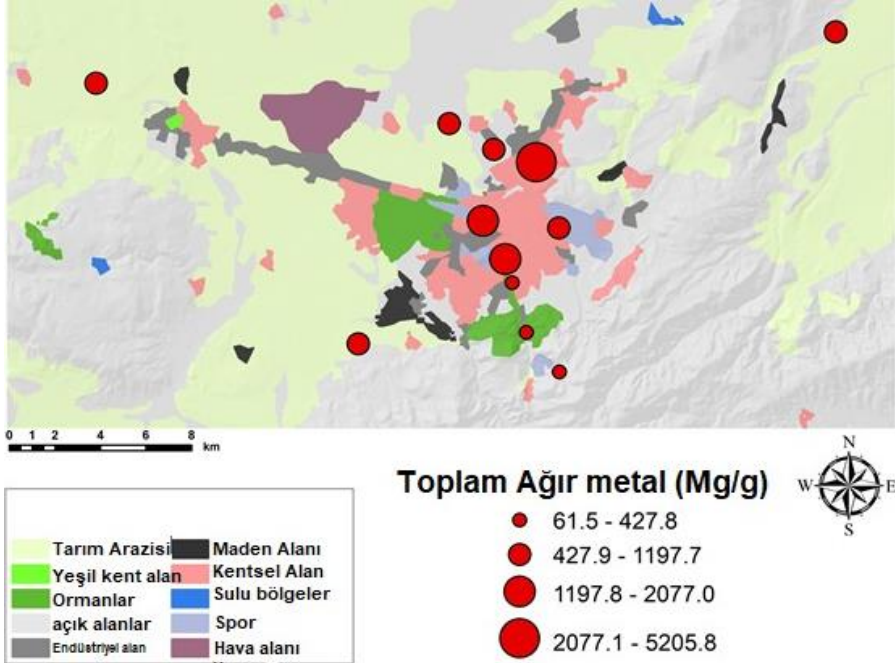 0 1 2 4 6 8 km
N
W E
S
Toplam Ağır metal (Mg/g)
61.5 - 427.8
427.9 - 1197.7
1197.8 - 2077.0
2077.1 - 5205.8
Tarım Arazisi
Yeşil kent alan
Ormanlar
açık alanlar
Endüstriyel alan
Maden Alanı
Kentsel Alan
Sulu bölgeler
Spor
Hava alanı